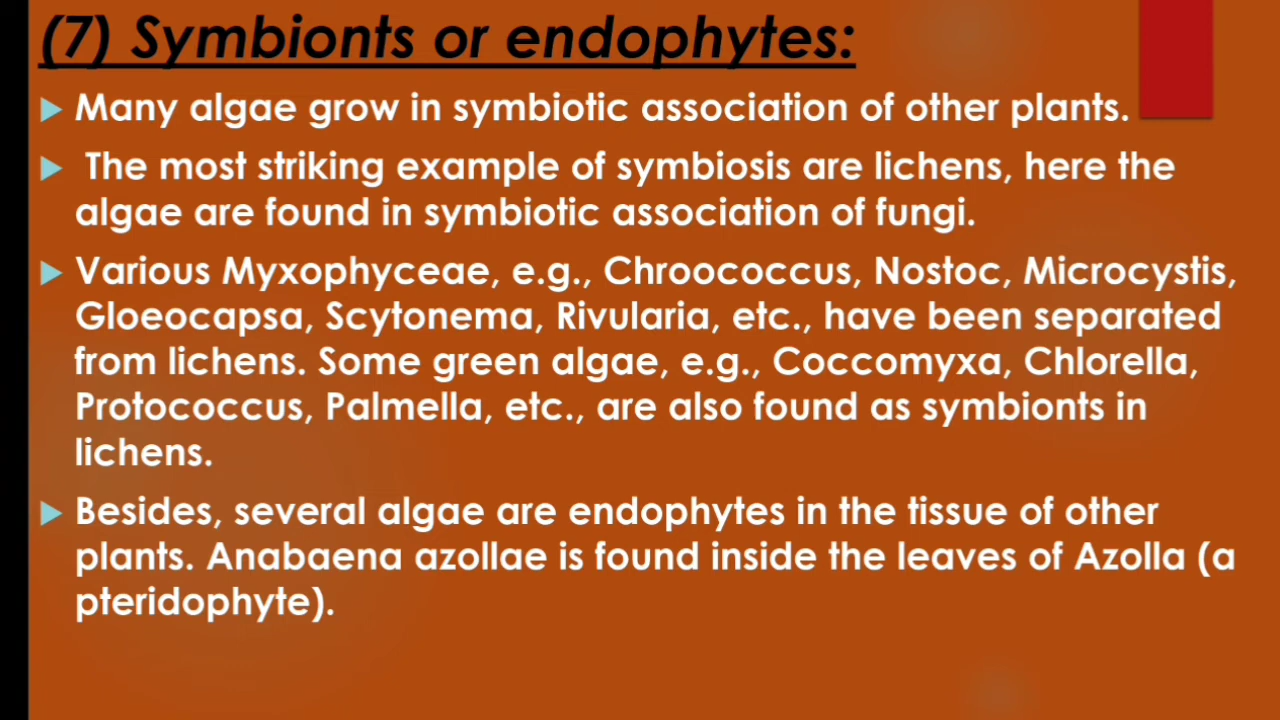 (7) Symbionts or endophytes:
Many algae grow in symbiotic association of other plants.
The most striking example of symbiosis are lichens, here the
algae are found in symbiotic association of fungi.
Various Myxophyceae, e.g., Chroococcus, Nostoc, Microcystis,
Gloeocapsa, Scytonema, Rivularia, etc., have been separated
from lichens. Some green algae, e.g., Coccomyxa, Chlorella,
Protococcus, Palmella, etc., are also found as symbionts in
lichens.
Besides, several algae are endophytes in the tissue of other
plants. Anabaena azollae is found inside the leaves of Azolla (a
pteridophyte).